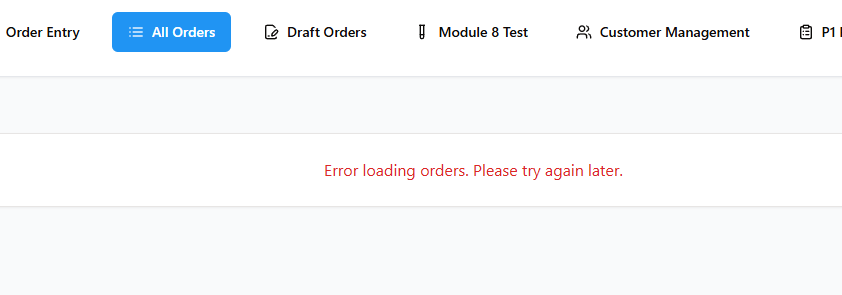 Order Entry All Orders Draft Orders Module 8 Test Customer Management P1
Error loading orders. Please try again later.